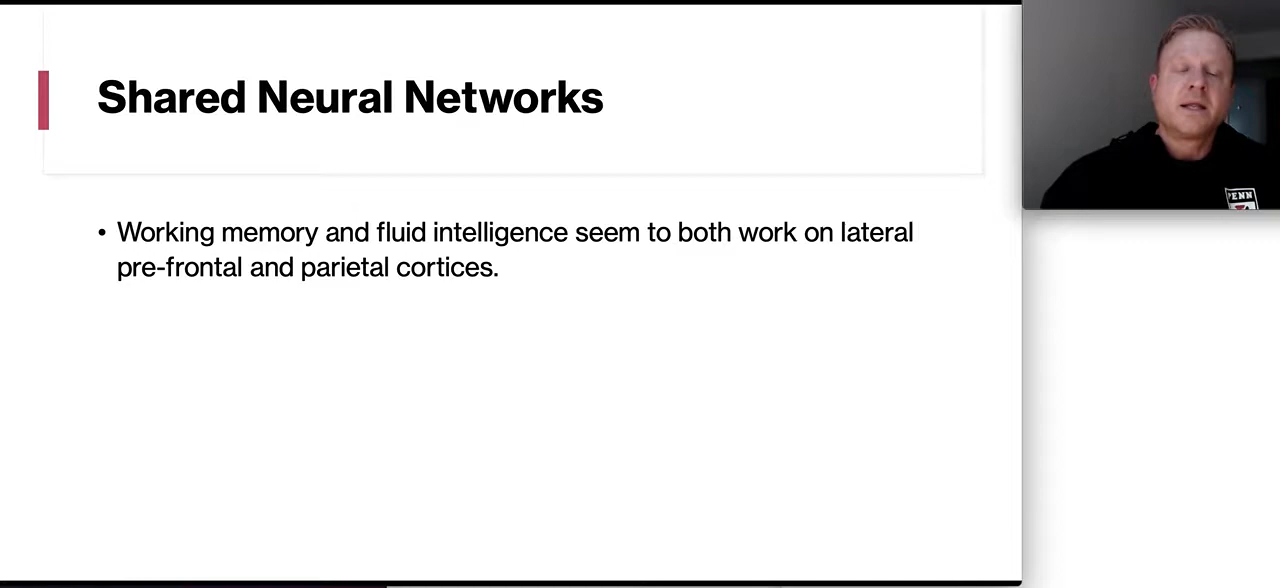 Shared Neural Networks
• Working memory and fluid intelligence seem to both work on lateral
pre-frontal and parietal cortices.
PENN